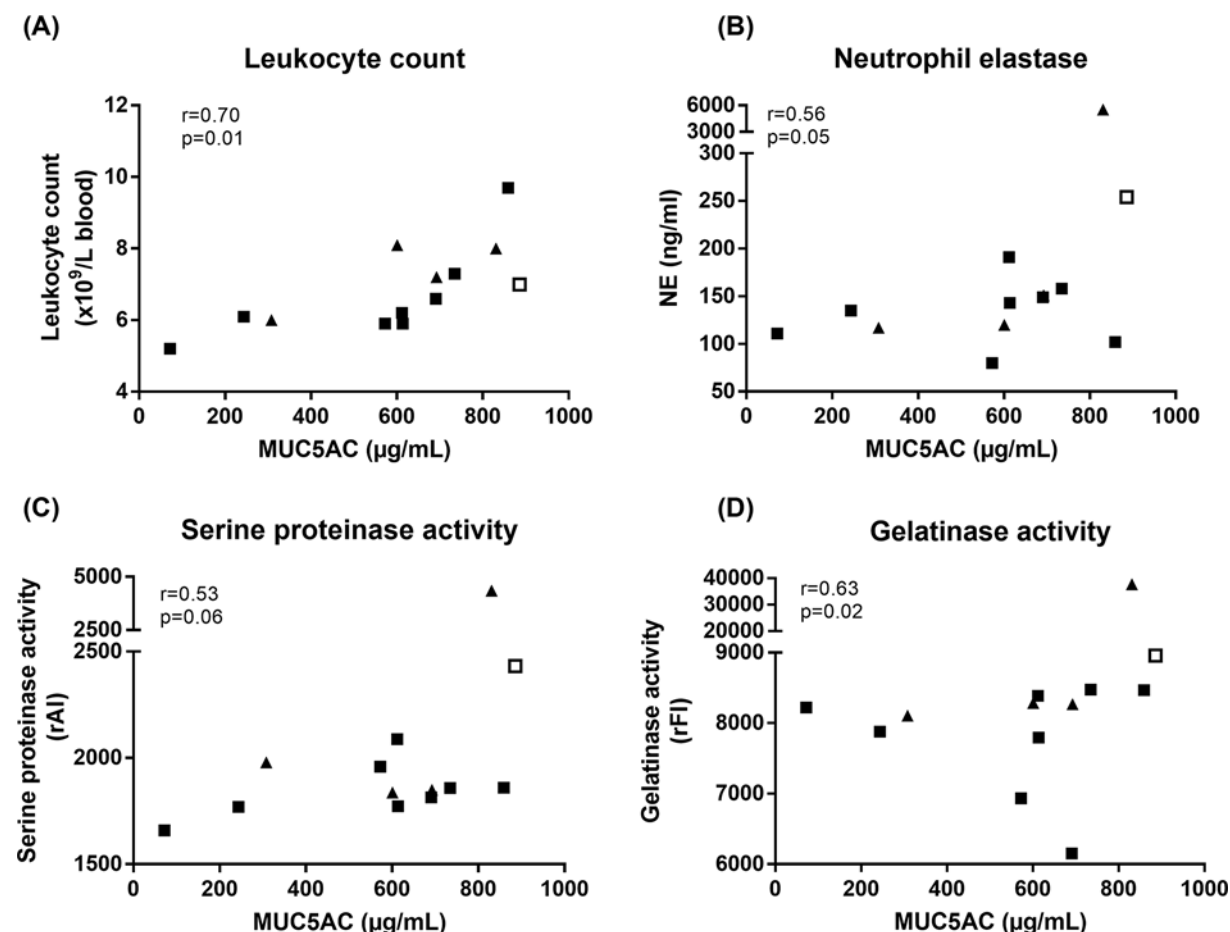 (A)
Leukocyte count
r=0.70
p=0.01
12
10
8
6
4
Leukocyte count
(x10⁹/L blood)
0 200 400 600 800 1000
MUC5AC (µg/mL)
(B)
Neutrophil elastase
r=0.56
p=0.05
6000
3000
300
250
200
150
100
50
NE (ng/ml)
0 200 400 600 800 1000
MUC5AC (µg/mL)
(C)
Serine proteinase activity
r=0.53
p=0.06
5000
2500
2500
2000
1500
Serine proteinase activity
(rAI)
0 200 400 600 800 1000
MUC5AC (µg/mL)
(D)
Gelatinase activity
r=0.63
p=0.02
40000
30000
20000
9000
8000
7000
6000
Gelatinase activity
(rFI)
0 200 400 600 800 1000
MUC5AC (µg/mL)